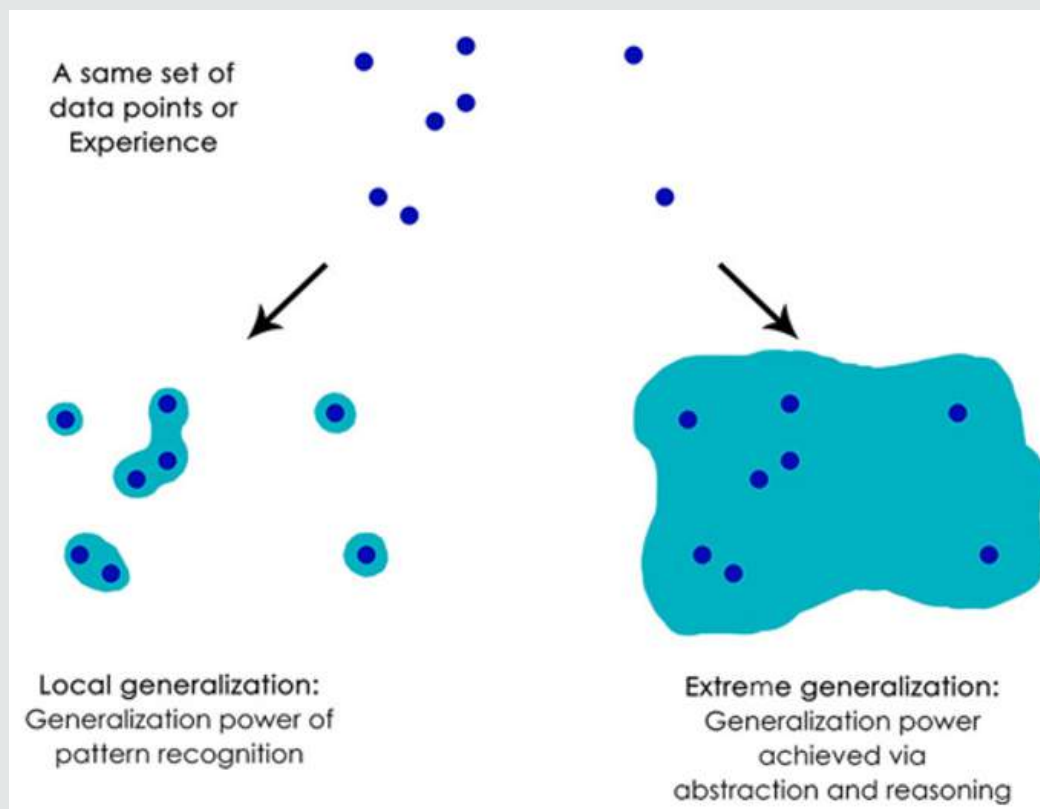 A same set of
data points or
Experience
Local generalization:
Generalization power of
pattern recognition
Extreme generalization:
Generalization power
achieved via
abstraction and reasoning